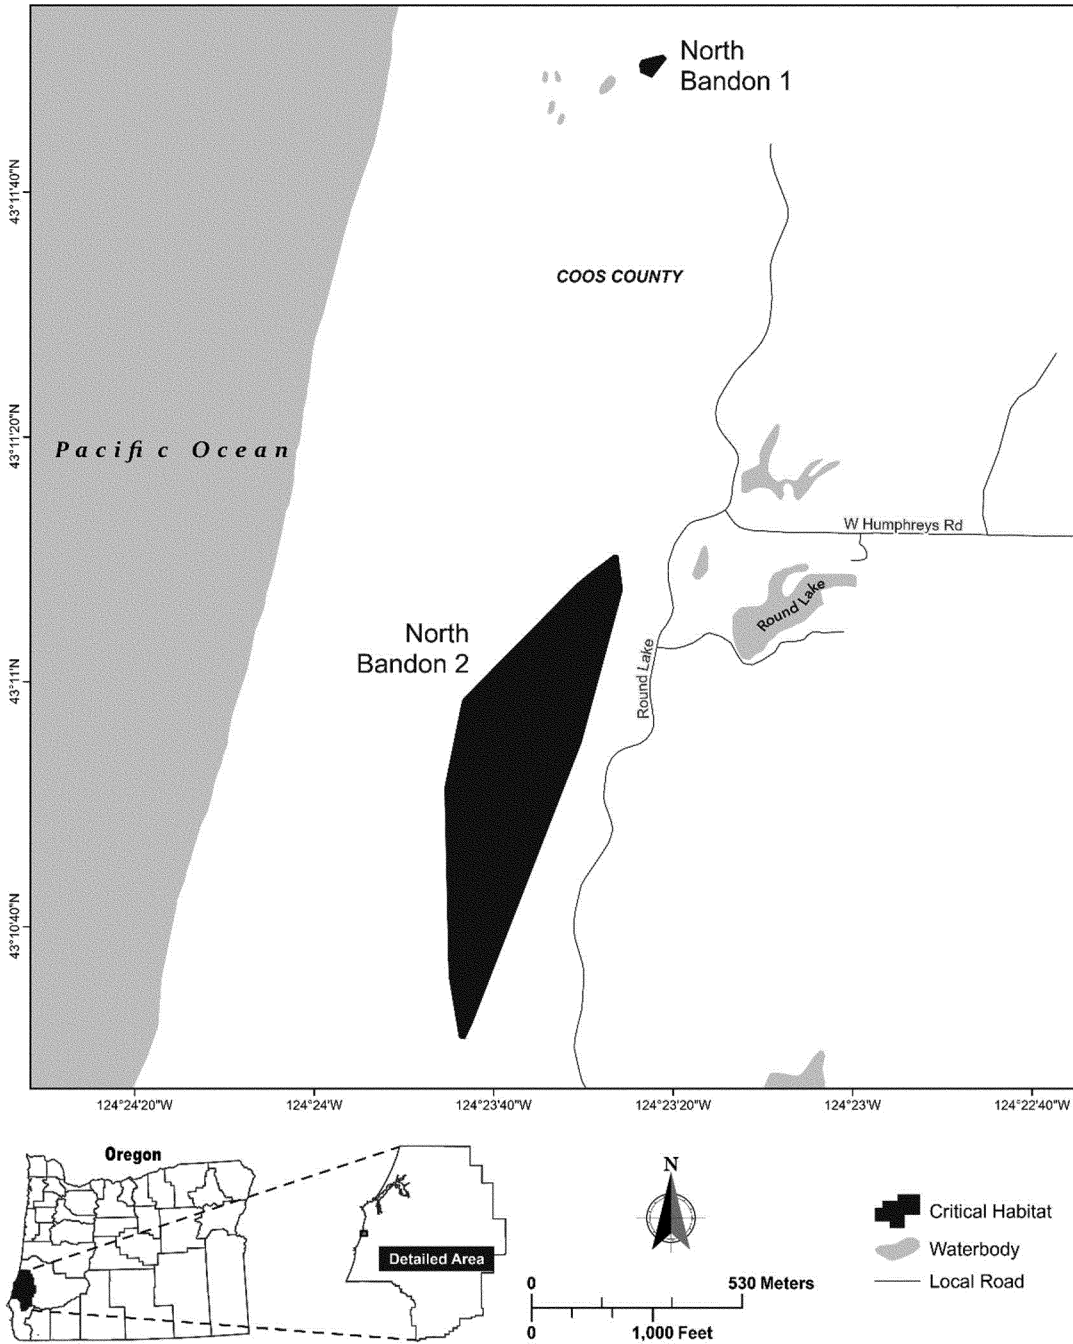 North
Bandon 1
43°11'40"N
COOS COUNTY
43°11'20"N
Pacific Ocean
W Humphreys Rd
Round Lake
North
Bandon 2
43°11'N
Round Lake
43°10'40"N
124°24'20"W
124°24'W
124°23'40"W
124°23'20"W
124°23'W
124°22'40"W
Oregon
N
Detailed Area
Critical Habitat
Waterbody
Local Road
0
530 Meters
0
1,000 Feet